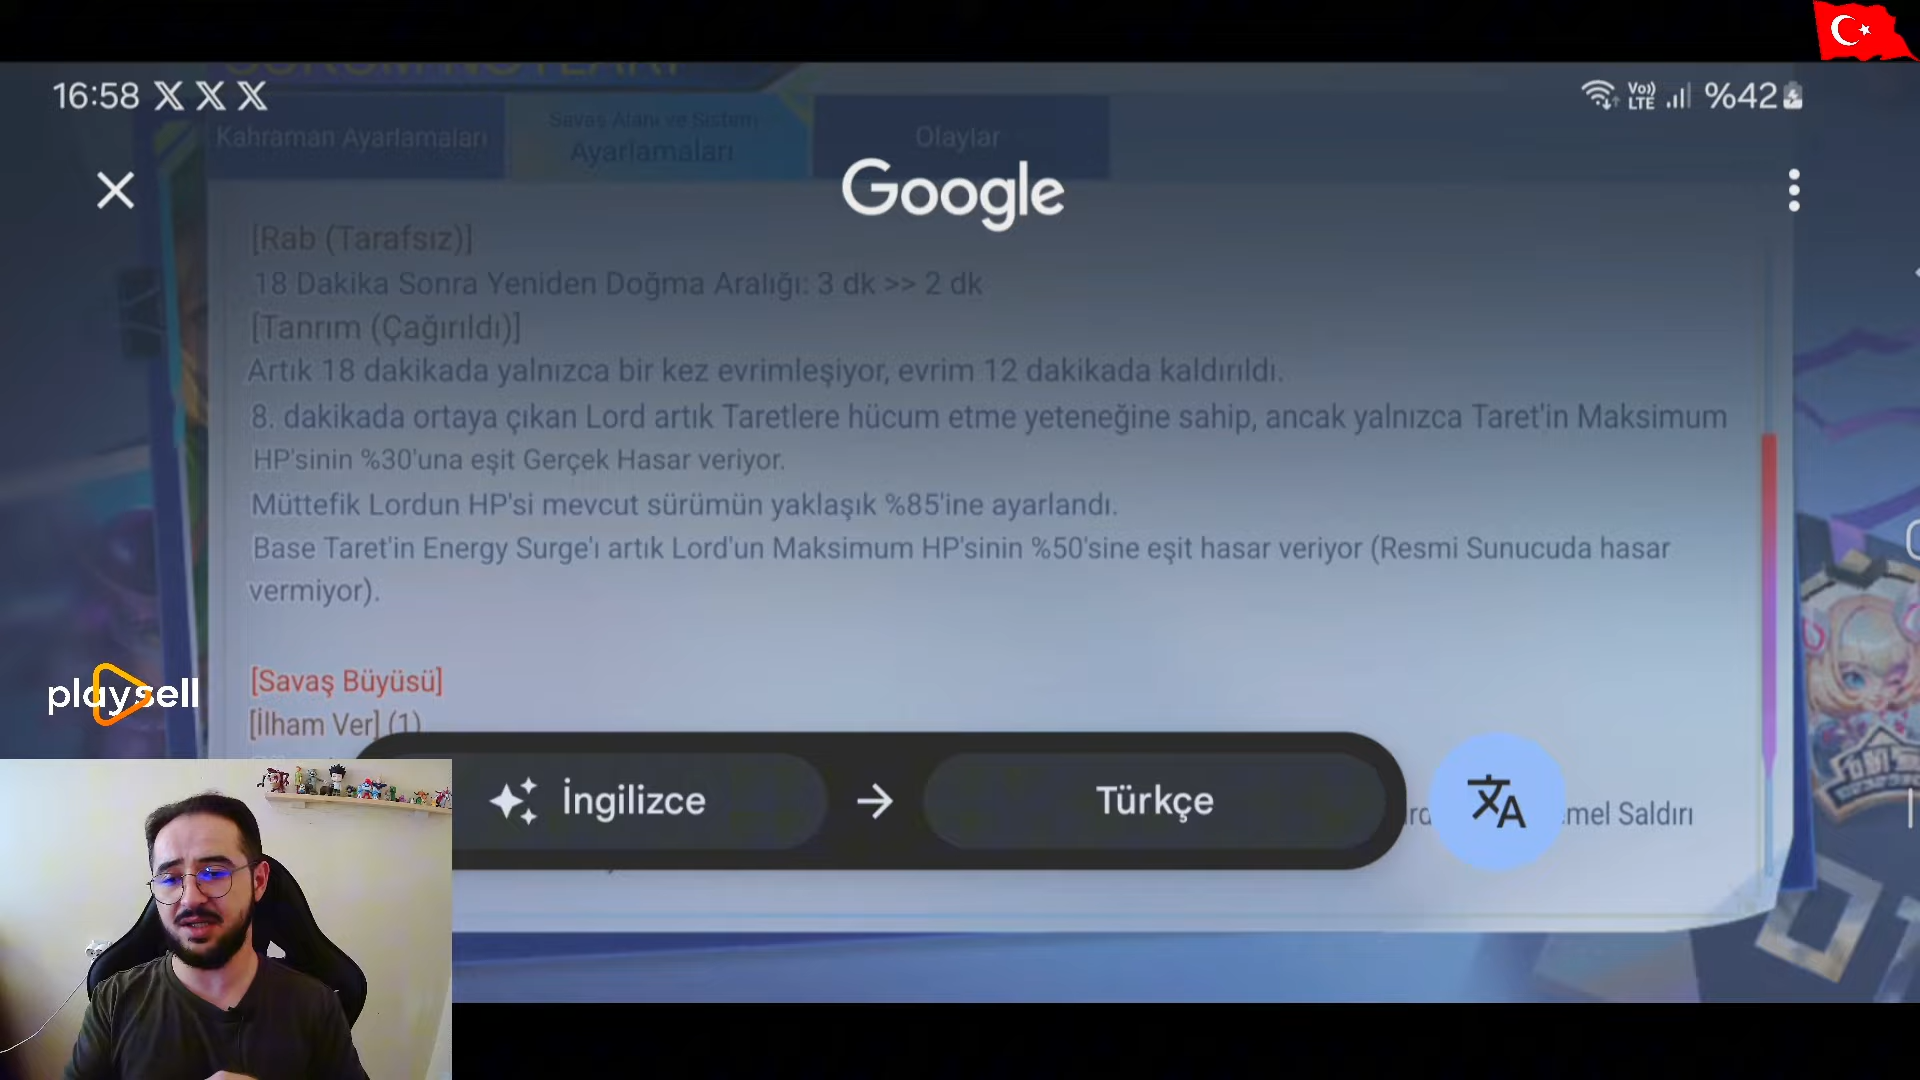 SÜRÜM NOTLARI
16:58
Vo)) LTE
%42
Kahraman Ayarlamaları
Savaş Alanı ve Sistem
Ayarlamaları
Olaylar
Google
[Rab (Tarafsız)]
18 Dakika Sonra Yeniden Doğma Aralığı: 3 dk >> 2 dk
[Tanrım (Çağırıldı)]
Artık 18 dakikada yalnızca bir kez evrimleşiyor, evrim 12 dakikada kaldırıldı.
8. dakikada ortaya çıkan Lord artık Taretlere hücum etme yeteneğine sahip, ancak yalnızca Taret'in Maksimum
HP'sinin %30'una eşit Gerçek Hasar veriyor.
Müttefik Lordun HP'si mevcut sürümün yaklaşık %85'ine ayarlandı.
Base Taret'in Energy Surge'ı artık Lord'un Maksimum HP'sinin %50'sine eşit hasar veriyor (Resmi Sunucuda hasar
vermiyor).
playsell
[Savaş Büyüsü]
[İlham Ver] (1)
İngilizce → Türkçe
mel Saldırı